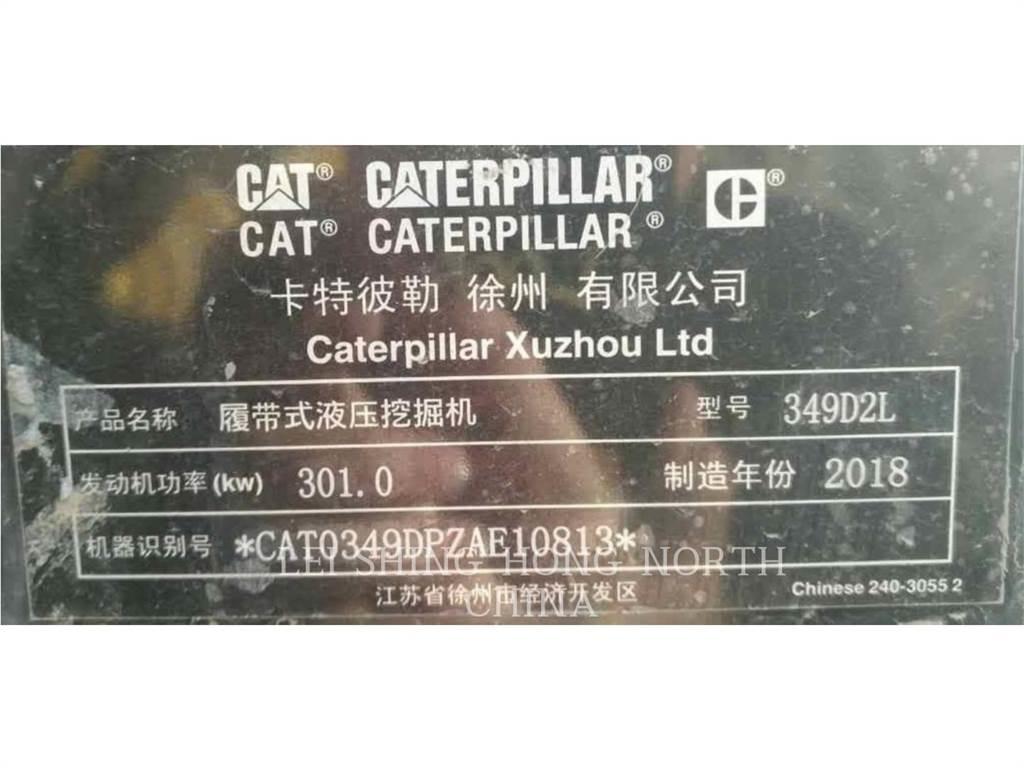 CAT® CATERPILLAR®
CAT® CATERPILLAR®
卡特彼勒 徐州 有限公司
Caterpillar Xuzhou Ltd
产品名称 履带式液压挖掘机 型号 349D2L
发动机功率(kw) 301.0 制造年份 2018
机器识别号 *CAT0349DPZAE10813*
LEI SHING HONG NORTH
CHINA
江苏省徐州市经济开发区 Chinese 240-3055 2